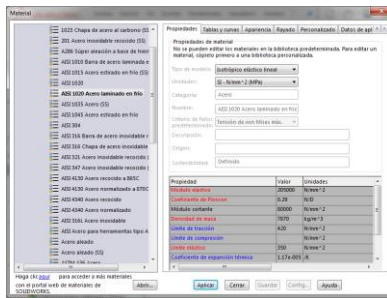 Material
1023 Chapa de acero al carbono (SS)
201 Acero inoxidable recocido (SS)
A286 Súper aleación a base de hierr
AISI 1010 Barra de acero laminada e
AISI 1015 Acero estirado en frío (SS)
AISI 1020
AISI 1020 Acero laminado en frío
AISI 1035 Acero (SS)
AISI 1045 Acero estirado en frío
AISI 304
AISI 316 Barra de acero inoxidable r
AISI 316 Chapa de acero inoxidable
AISI 321 Acero inoxidable recocido (
AISI 347 Acero inoxidable recocido (
AISI 4130 Acero recocido a 865C
AISI 4130 Acero normalizado a 870C
AISI 4340 Acero recocido
AISI 4340 Acero normalizado
AISI 316L Acero inoxidable
AISI Acero para herramientas tipo A
Acero aleado
Acero aleado (SS)
ASTM A36 Acero
Haga clic aquí para acceder a más materiales
con el portal web de materiales de
SOLIDWORKS.
Abrir...
Propiedades Tablas y curvas Apariencia Rayado Personalizado Datos de apl
Propiedades de material
No se pueden editar los materiales en la biblioteca predeterminada. Para editar un
material, cópielo primero a una biblioteca personalizada.
Tipo de modelo: Isotrópico elástico lineal
Unidades: SI - N/mm^2 (MPa)
Categoría: Acero
Nombre: AISI 1020 Acero laminado en fríc
Criterio de fallos
predeterminado: Tensión de von Mises máx.
Descripción:
Origen:
Sostenibilidad: Definido
Propiedad Valor Unidades
Módulo elástico 205000 N/mm^2
Coeficiente de Poisson 0.29 N/D
Módulo cortante 80000 N/mm^2
Densidad de masa 7870 kg/m^3
Límite de tracción 420 N/mm^2
Límite de compresión N/mm^2
Límite elástico 350 N/mm^2
Coeficiente de expansión térmica 1.17e-005 /K
Aplicar Cerrar Guardar Config... Ayuda